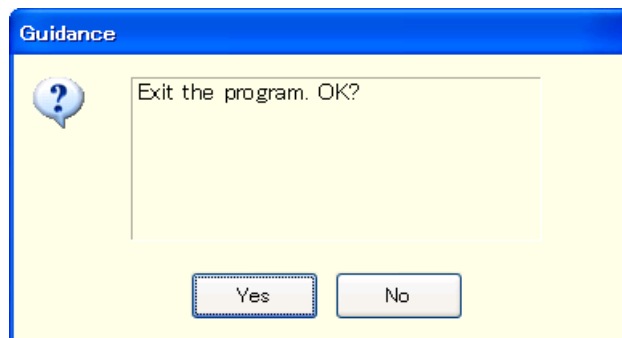 Guidance
Exit the program. OK?
Yes
No